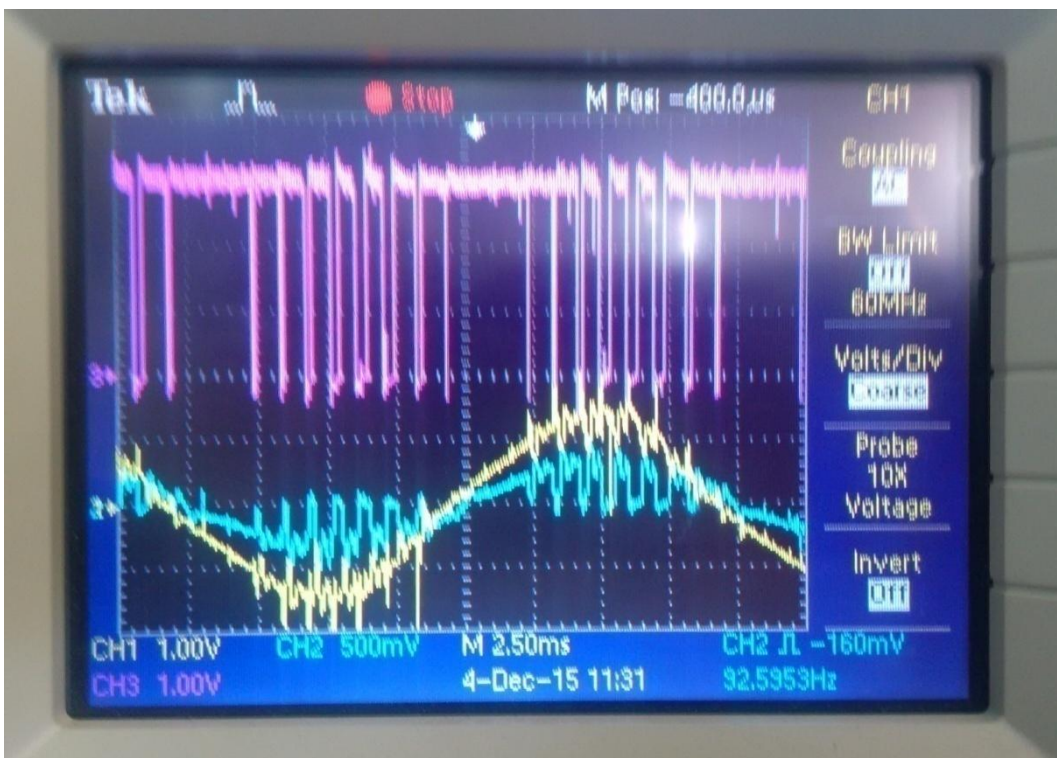 Tek Stop M Pos: -400.0µs CH1
Coupling
AC
BW Limit
Off
60MHz
Volts/Div
Coarse
Probe
10X
Voltage
Invert
Off
CH1 1.00V CH2 500mV M 2.50ms CH2 -160mV
CH3 1.00V 4-Dec-15 11:31 92.5953Hz